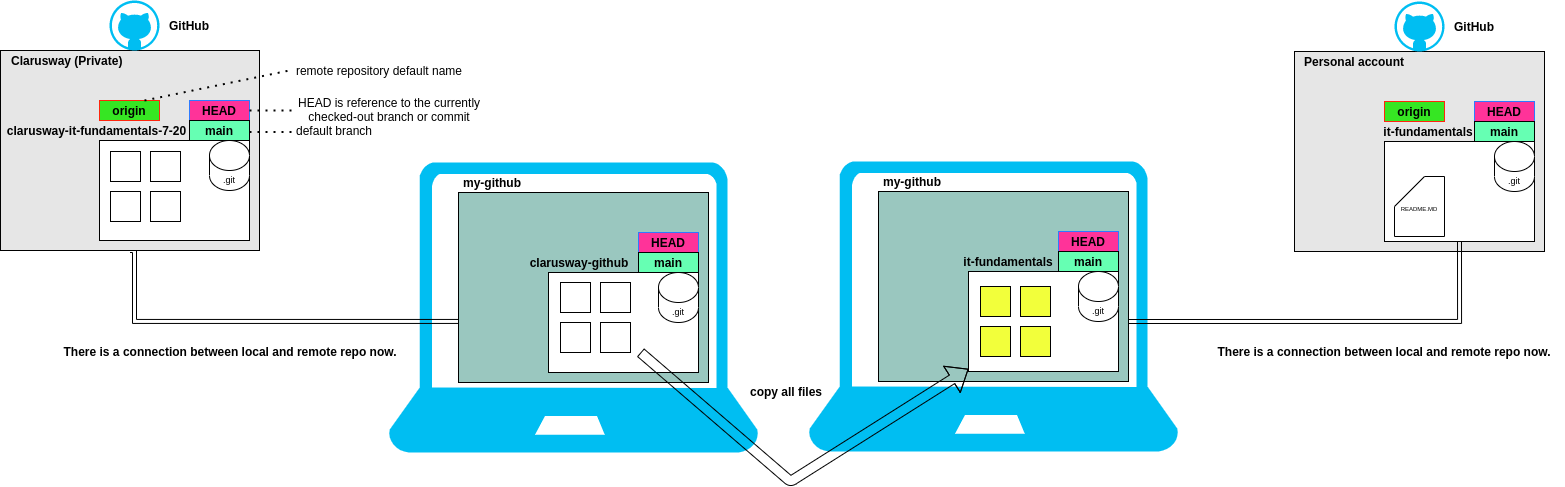 GitHub
Clarusway (Private)
remote repository default name
origin
HEAD
HEAD is reference to the currently
checked-out branch or commit
clarusway-it-fundamentals-7-20
main
default branch
.git
my-github
HEAD
clarusway-github
main
.git
There is a connection between local and remote repo now.
copy all files
my-github
HEAD
it-fundamentals
main
.git
GitHub
Personal account
origin
HEAD
it-fundamentals
main
.git
README.MD
There is a connection between local and remote repo now.